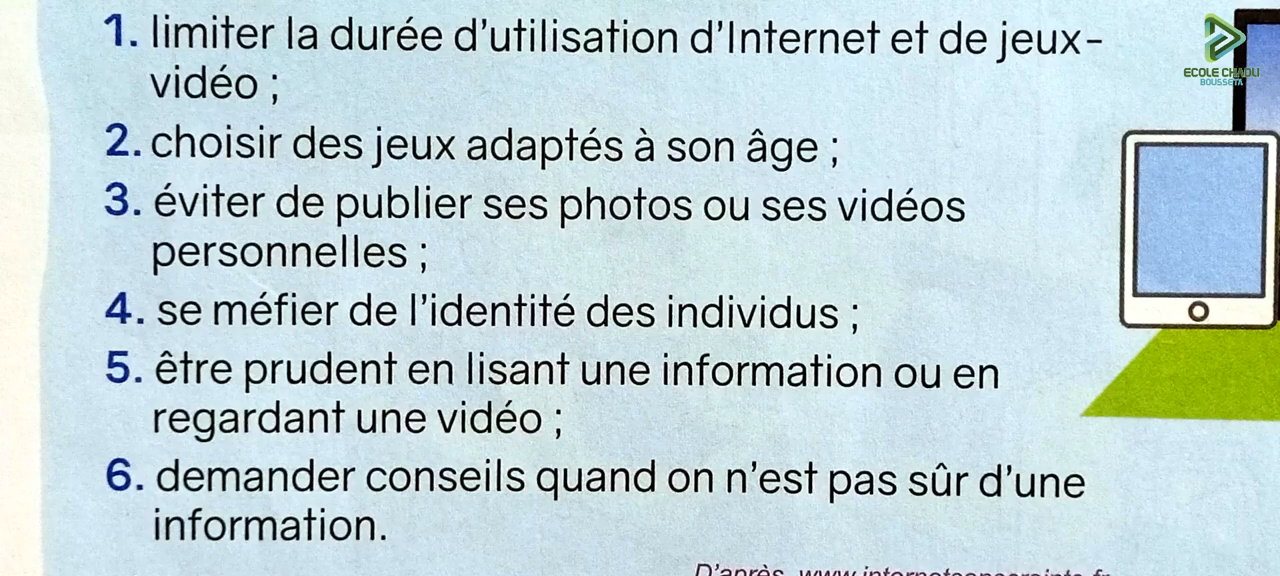 1. limiter la durée d'utilisation d'Internet et de jeux-
vidéo ;
2. choisir des jeux adaptés à son âge ;
3. éviter de publier ses photos ou ses vidéos
personnelles ;
4. se méfier de l'identité des individus ;
5. être prudent en lisant une information ou en
regardant une vidéo ;
6. demander conseils quand on n'est pas sûr d'une
information.
D'après
ECOLE CHAOLI
BOUSSETA